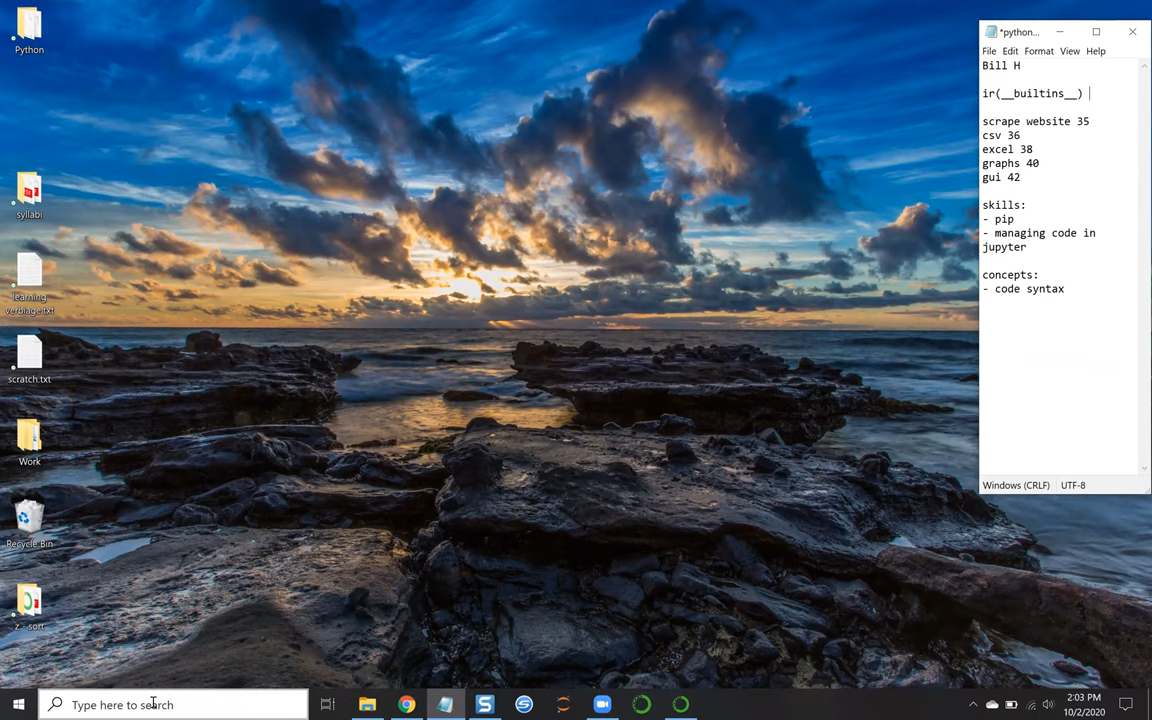 Python
syllabi
learning
verbiage.txt
scratch.txt
Work
Recycle Bin
z - sort
*python...
File Edit Format View Help
Bill H
ir(__builtins__)
scrape website 35
csv 36
excel 38
graphs 40
gui 42
skills:
- pip
- managing code in
jupyter
concepts:
- code syntax
Windows (CRLF) UTF-8
Type here to search
2:03 PM
10/2/2020